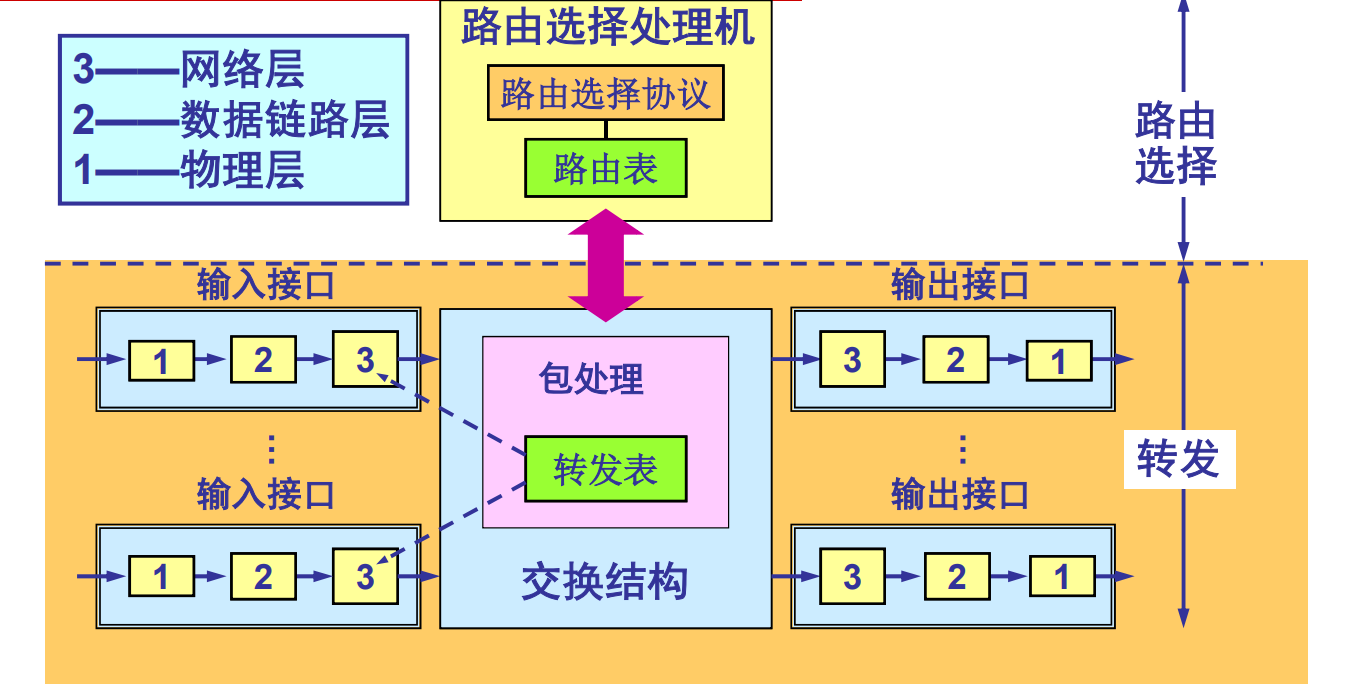 路由选择处理机
路由选择协议
路由表
3——网络层
2——数据链路层
1——物理层
路由
选择
输入接口
输出接口
1
2
3
3
2
1
包处理
转发表
…
…
转发
输入接口
输出接口
1
2
3
3
2
1
交换结构